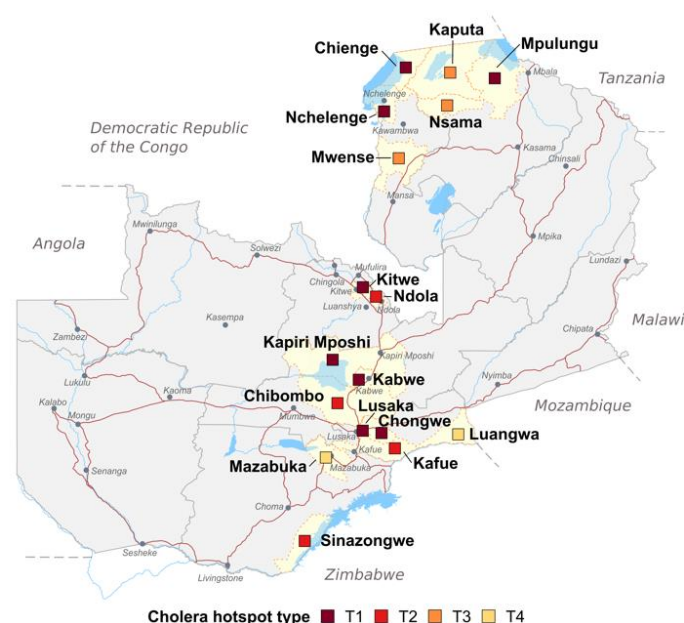 Kaputa
Chienge
Mpulungu
Mbala
Tanzania
Nchelenge
Nchelenge
Nsama
Kawambwa
Democratic Republic
of the Congo
Mwense
Kasama
Chinsali
Mansa
Mwinilunga
Angola
Solwezi
Mufulira
Chingola
Kitwe
Kitwe
Ndola
Luanshya
Ndola
Mpika
Lundazi
Kasempa
Zambezi
Malawi
Kapiri Mposhi
Kapiri Mposhi
Chipata
Lukulu
Kabwe
Kabwe
Nyimba
Kaoma
Chibombo
Mozambique
Kalabo
Mumbwa
Lusaka
Mongu
Chongwe
Lusaka
Luangwa
Kafue
Kafue
Mazabuka
Mazabuka
Senanga
Choma
Sinazongwe
Sesheke
Livingstone
Zimbabwe
Cholera hotspot type T1 T2 T3 T4